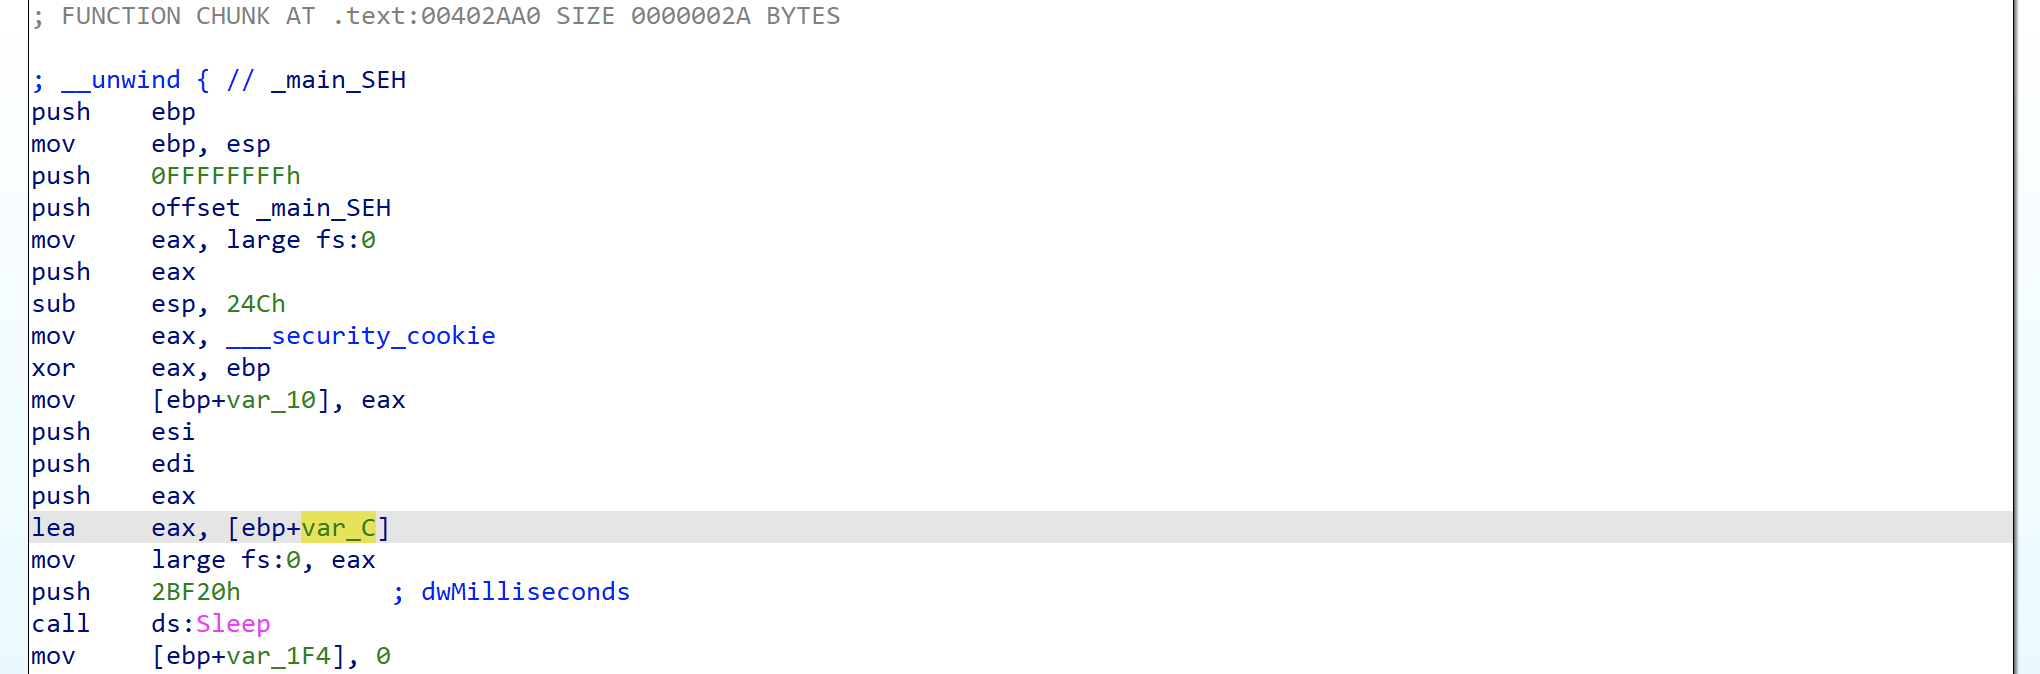 ; FUNCTION CHUNK AT .text:00402AA0 SIZE 0000002A BYTES
; __unwind { // _main_SEH
push    ebp
mov     ebp, esp
push    0FFFFFFFFh
push    offset _main_SEH
mov     eax, large fs:0
push    eax
sub     esp, 24Ch
mov     eax, ___security_cookie
xor     eax, ebp
mov     [ebp+var_10], eax
push    esi
push    edi
push    eax
lea     eax, [ebp+var_C]
mov     large fs:0, eax
push    2BF20h          ; dwMilliseconds
call    ds:Sleep
mov     [ebp+var_1F4], 0